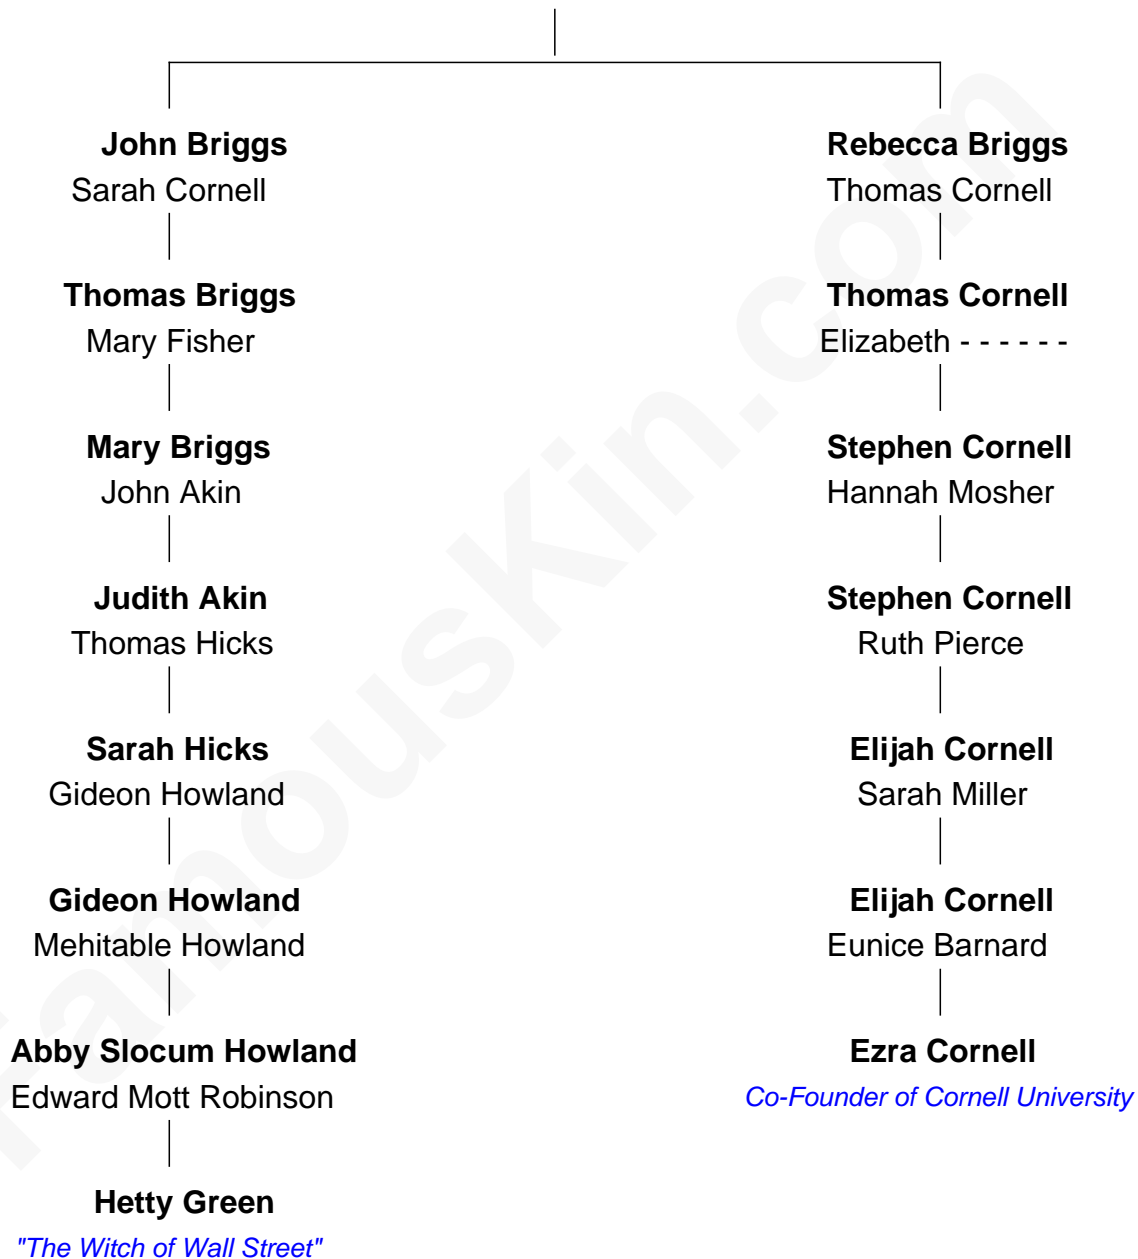 John Briggs
Sarah Cornell
Rebecca Briggs
Thomas Cornell
Thomas Briggs
Mary Fisher
Thomas Cornell
Elizabeth - - - - - -
Mary Briggs
John Akin
Stephen Cornell
Hannah Mosher
Judith Akin
Thomas Hicks
Stephen Cornell
Ruth Pierce
Sarah Hicks
Gideon Howland
Elijah Cornell
Sarah Miller
Gideon Howland
Mehitable Howland
Elijah Cornell
Eunice Barnard
Abby Slocum Howland
Edward Mott Robinson
Ezra Cornell
Co-Founder of Cornell University
Hetty Green
"The Witch of Wall Street"
FamousKin.com